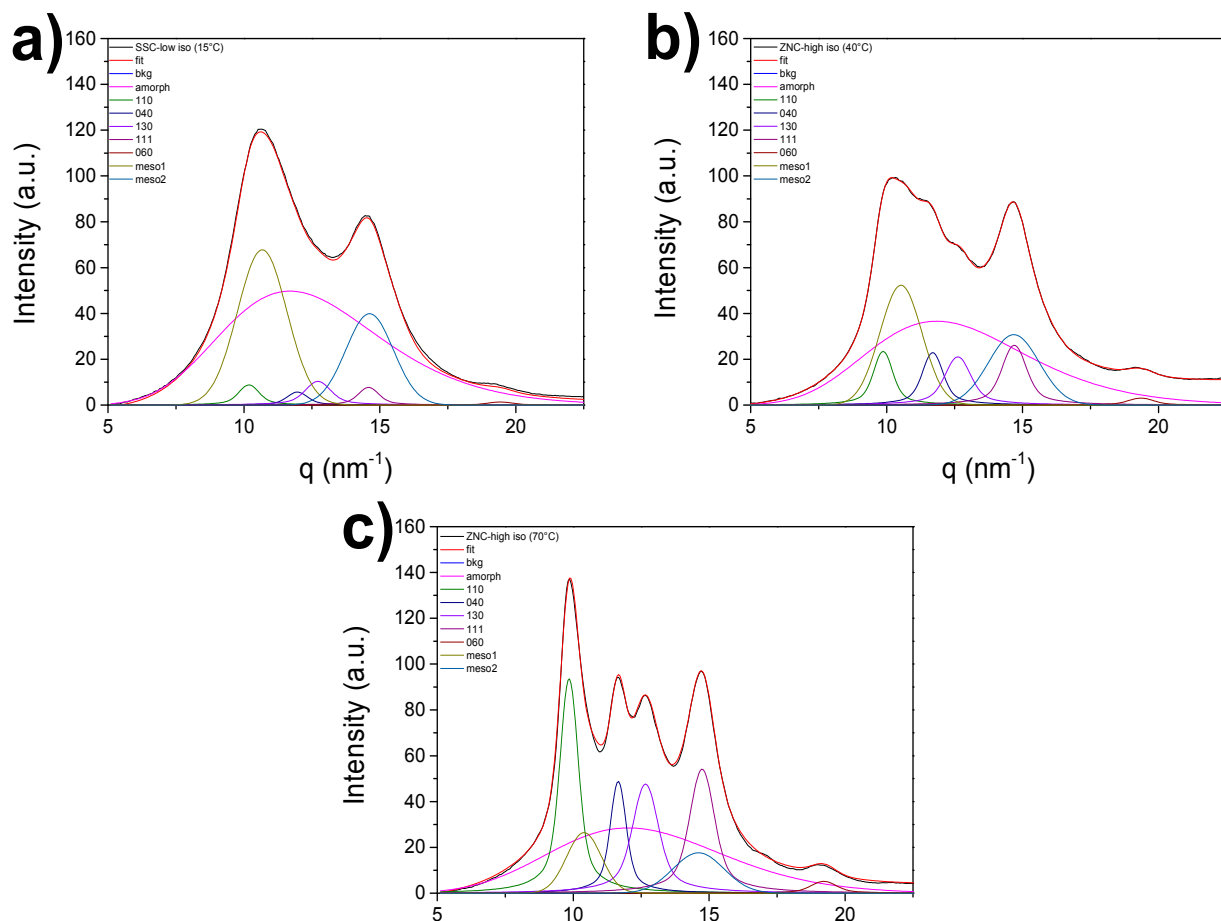 a)
160
140
120
100
80
60
40
20
0
5
10
15
20
Intensity (a.u.)
q (nm⁻¹)
SSC-low iso (15°C)
fit
bkg
amorph
110
040
130
111
060
meso1
meso2
b)
160
140
120
100
80
60
40
20
0
5
10
15
20
Intensity (a.u.)
q (nm⁻¹)
ZNC-high iso (40°C)
fit
bkg
amorph
110
040
130
111
060
meso1
meso2
c)
160
140
120
100
80
60
40
20
0
5
10
15
20
Intensity (a.u.)
ZNC-high iso (70°C)
fit
bkg
amorph
110
040
130
111
060
meso1
meso2